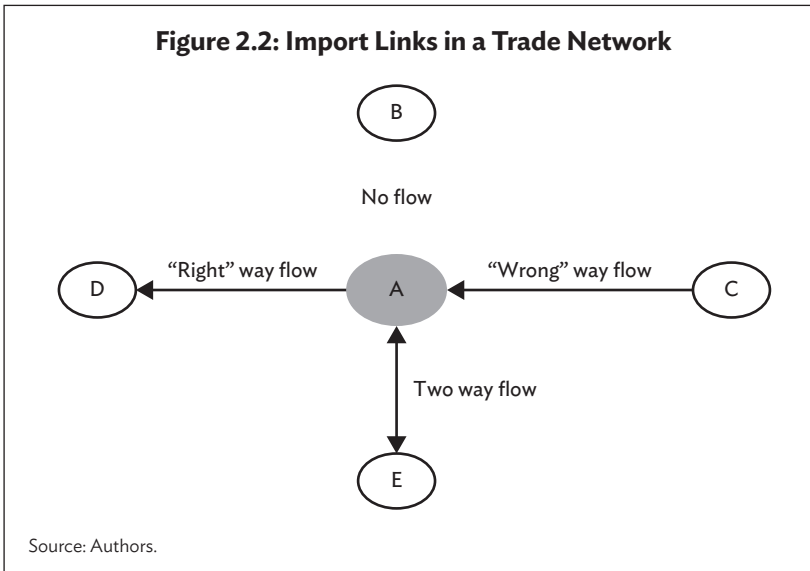 Figure 2.2: Import Links in a Trade Network
B
No flow
“Right” way flow
“Wrong” way flow
D
A
C
Two way flow
E
Source: Authors.